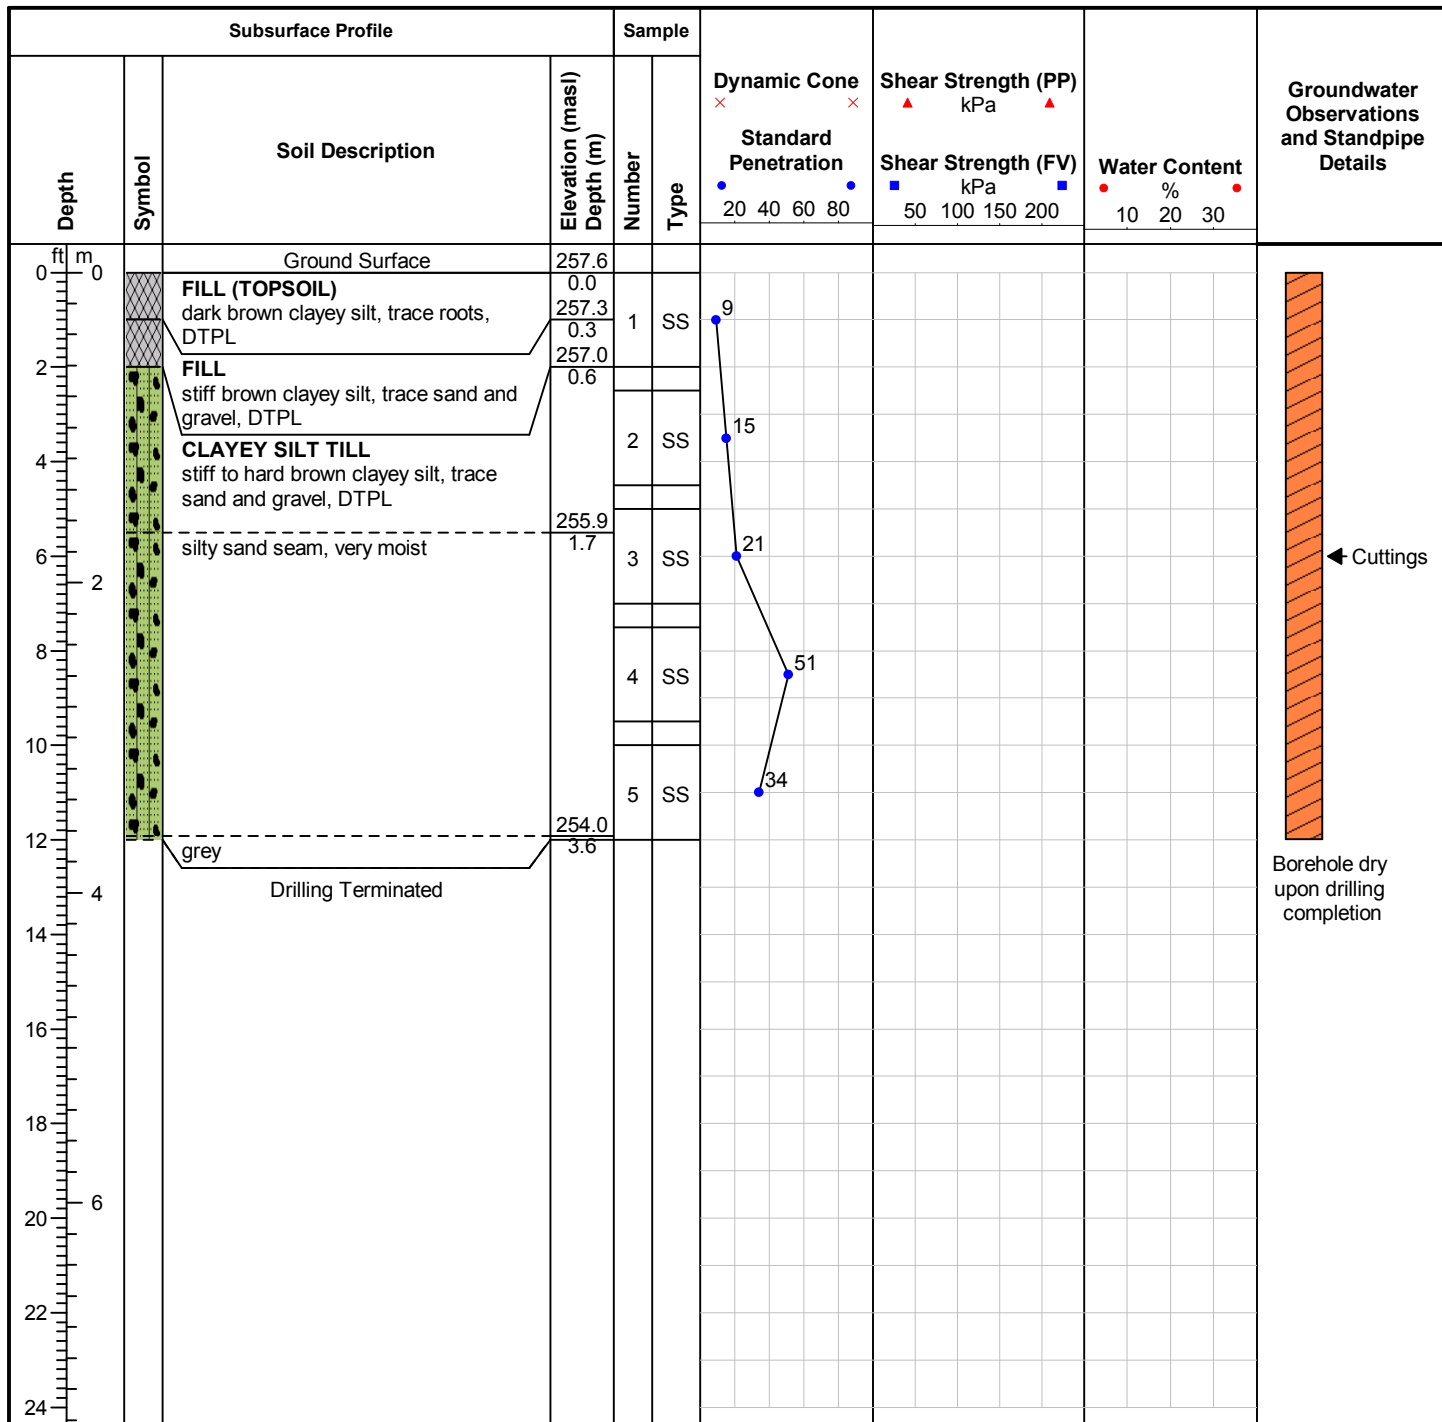 Subsurface Profile
Sample
Depth
Symbol
Soil Description
Elevation (masl)
Depth (m)
Number
Type
Dynamic Cone
Standard
Penetration
20 40 60 80
Shear Strength (PP)
kPa
Shear Strength (FV)
kPa
50 100 150 200
Water Content
%
10 20 30
Groundwater
Observations
and Standpipe
Details
ft m
0 0
Ground Surface
257.6
0.0
FILL (TOPSOIL)
dark brown clayey silt, trace roots,
DTPL
257.3
0.3
1 SS
9
257.0
0.6
2
FILL
stiff brown clayey silt, trace sand and
gravel, DTPL
2 SS
15
CLAYEY SILT TILL
stiff to hard brown clayey silt, trace
sand and gravel, DTPL
4
255.9
1.7
silty sand seam, very moist
3 SS
21
6
2
Cuttings
8
4 SS
51
10
5 SS
34
254.0
3.6
12
grey
Drilling Terminated
4
Borehole dry
upon drilling
completion
14
16
18
6
20
22
24